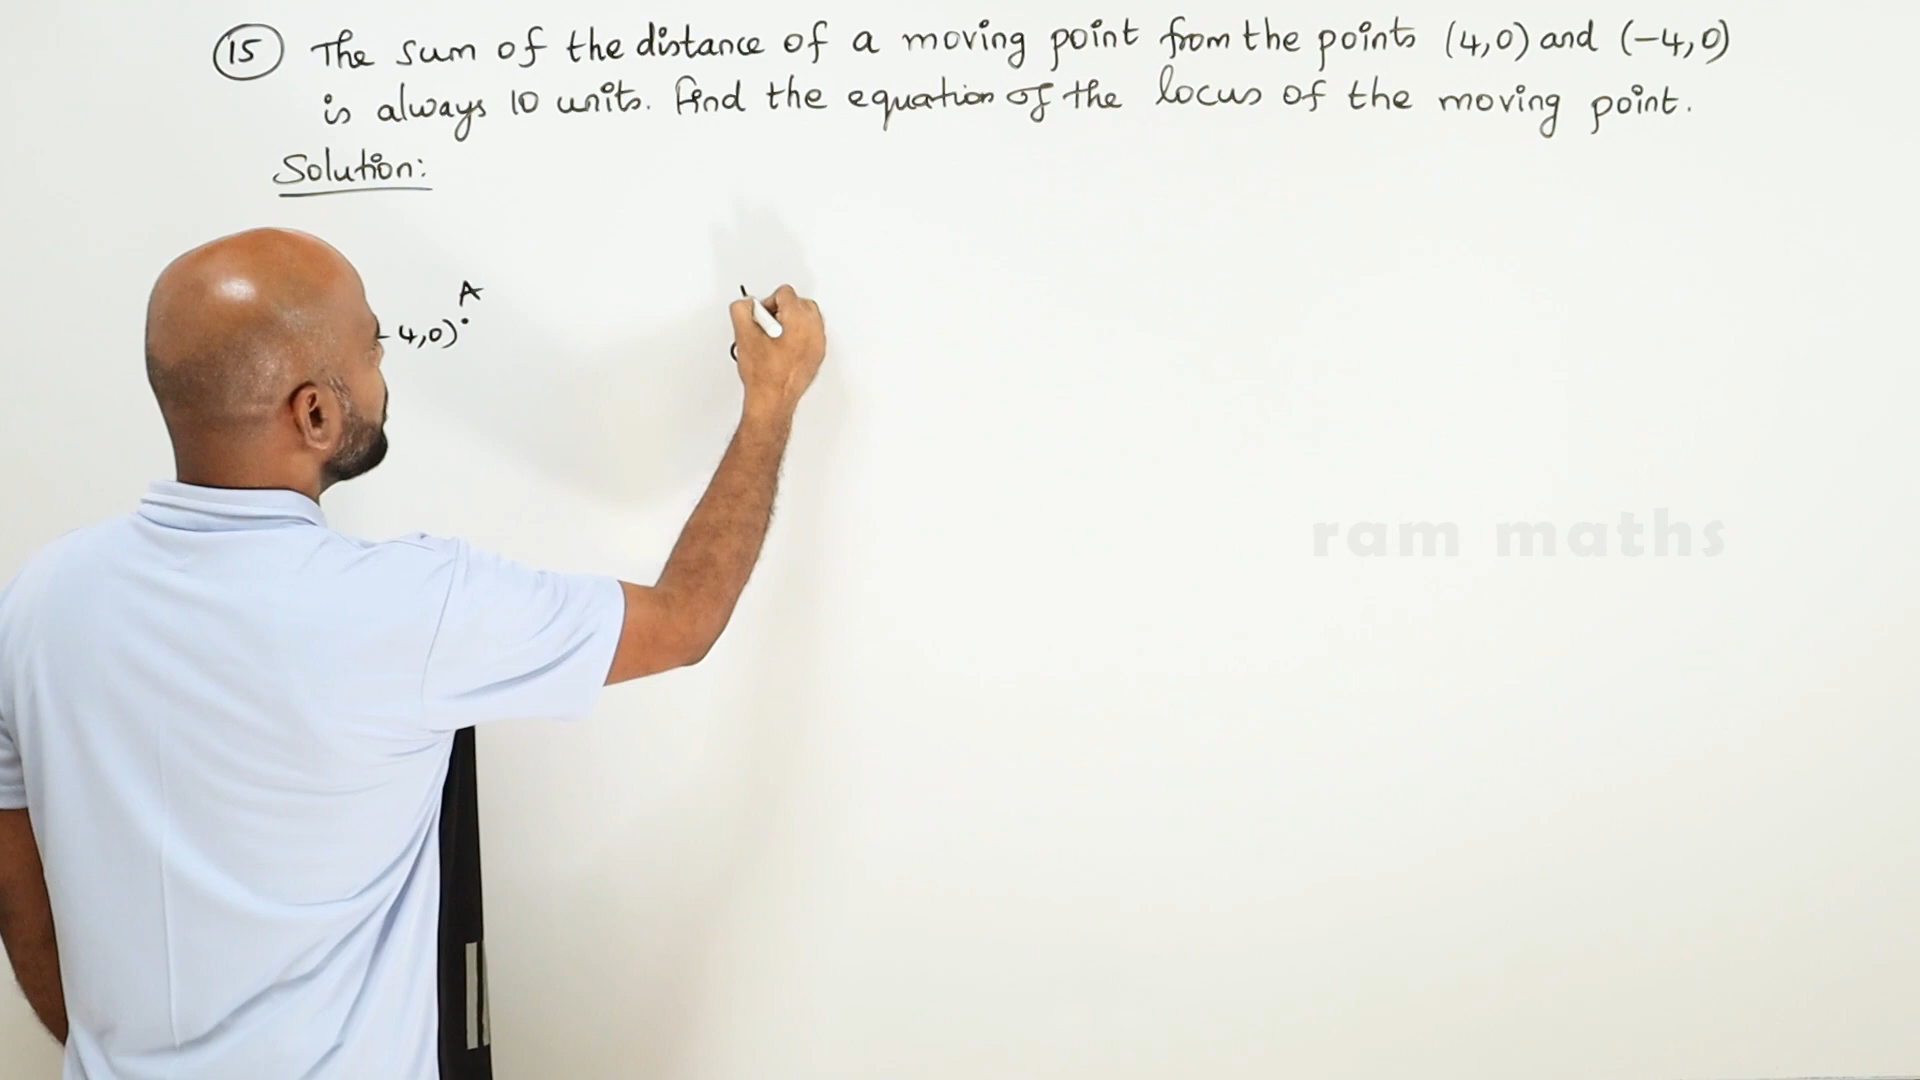 15 The sum of the distance of a moving point from the points (4,0) and (-4,0)
is always 10 units. Find the equation of the locus of the moving point.
Solution:
A
4,0)
ram maths